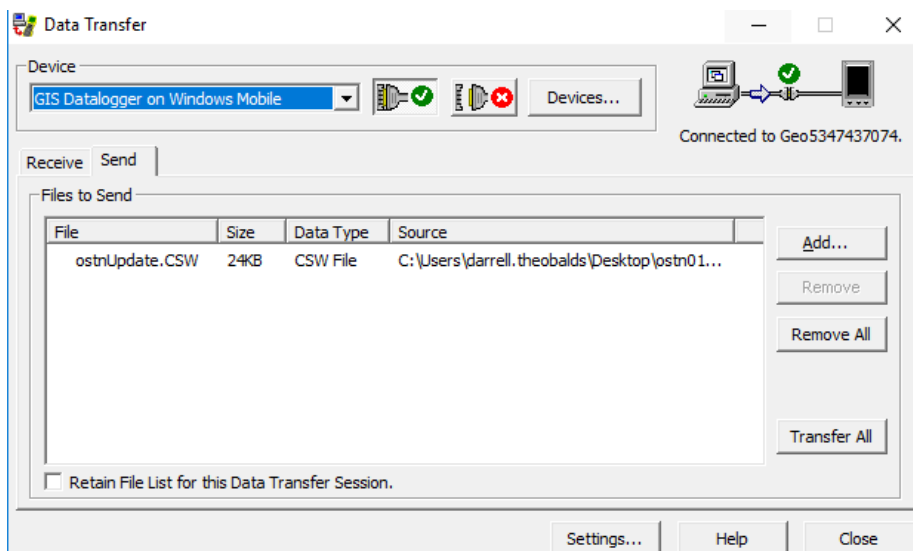 Data Transfer
Device
GIS Datalogger on Windows Mobile
Devices...
Connected to Geo5347437074.
Receive Send
Files to Send
File Size Data Type Source
ostnUpdate.CSW 24KB CSW File C:\Users\darrell.theobalds\Desktop\ostn01...
Add...
Remove
Remove All
Transfer All
Retain File List for this Data Transfer Session.
Settings... Help Close